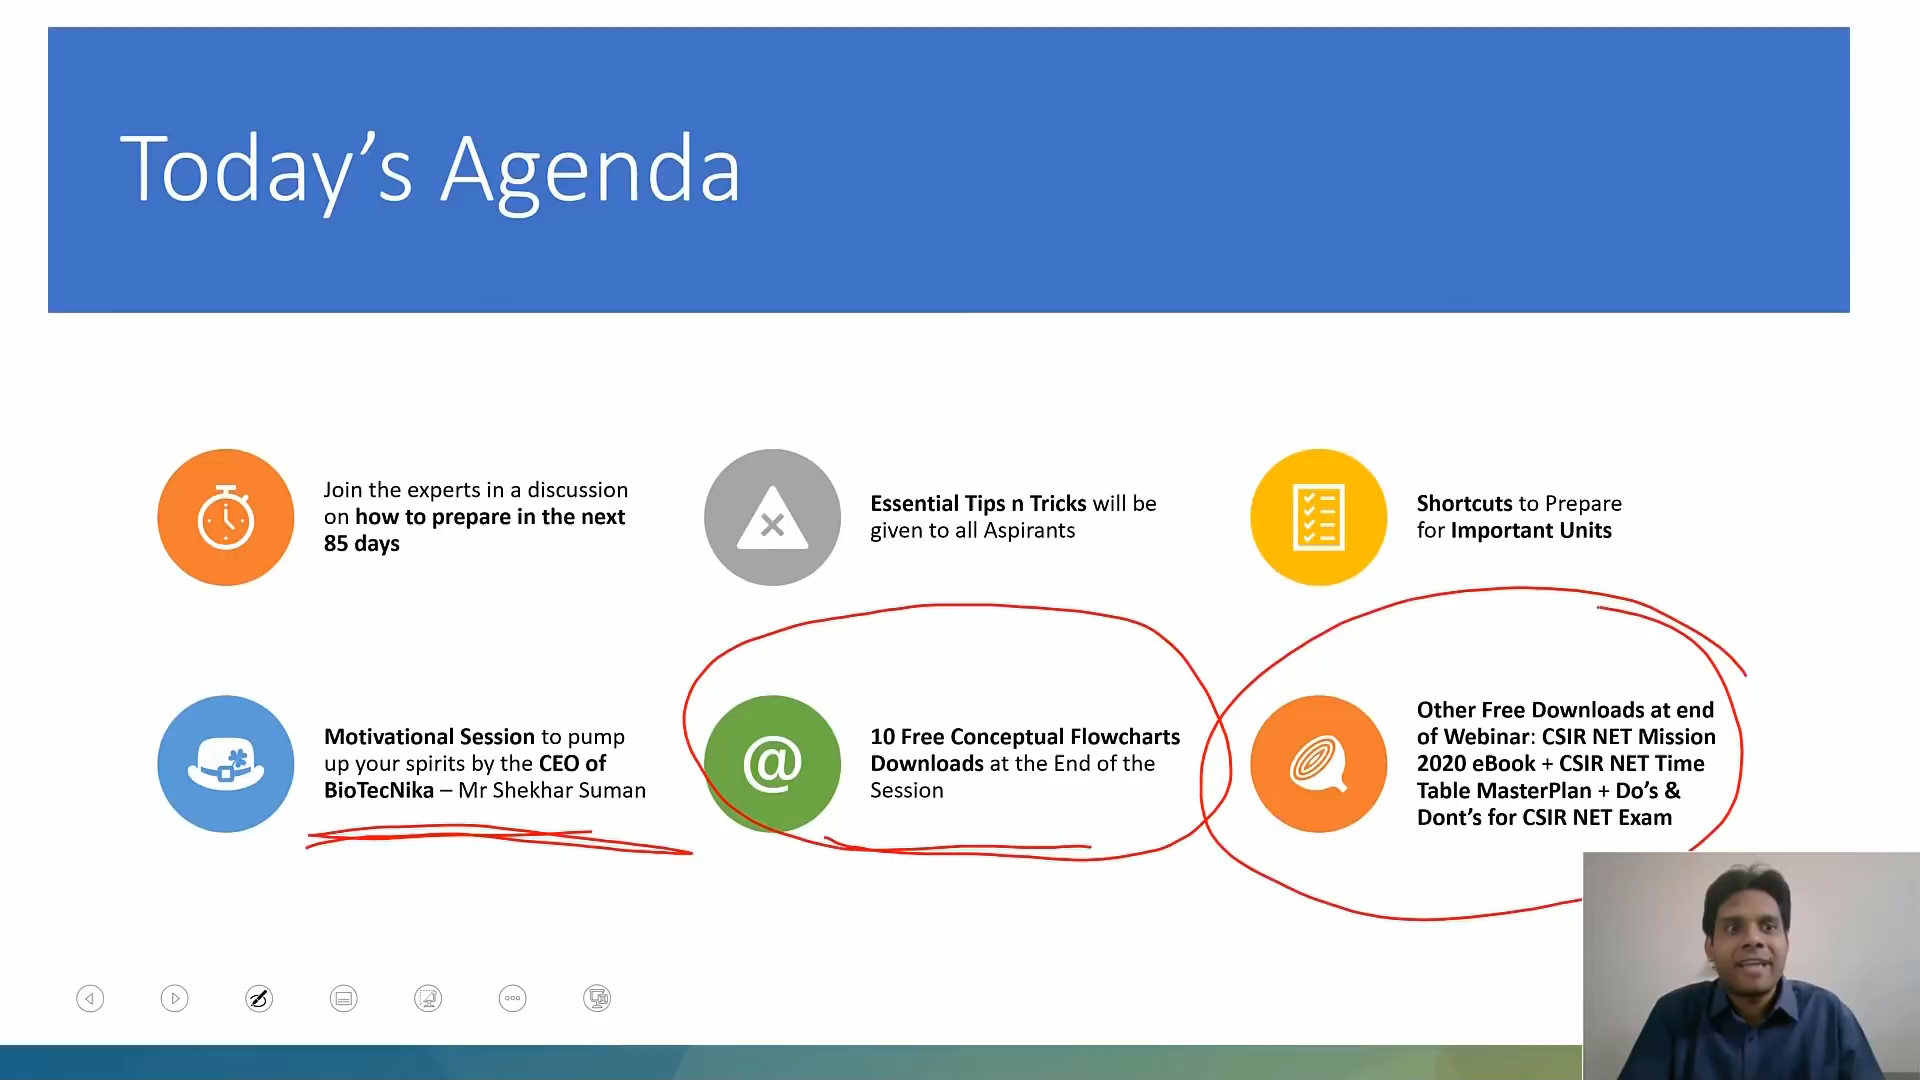 Today’s Agenda
Join the experts in a discussion
on how to prepare in the next
85 days
Essential Tips n Tricks will be
given to all Aspirants
Shortcuts to Prepare
for Important Units
Motivational Session to pump
up your spirits by the CEO of
BioTecNika – Mr Shekhar Suman
@
10 Free Conceptual Flowcharts
Downloads at the End of the
Session
Other Free Downloads at end
of Webinar: CSIR NET Mission
2020 eBook + CSIR NET Time
Table MasterPlan + Do’s &
Dont’s for CSIR NET Exam